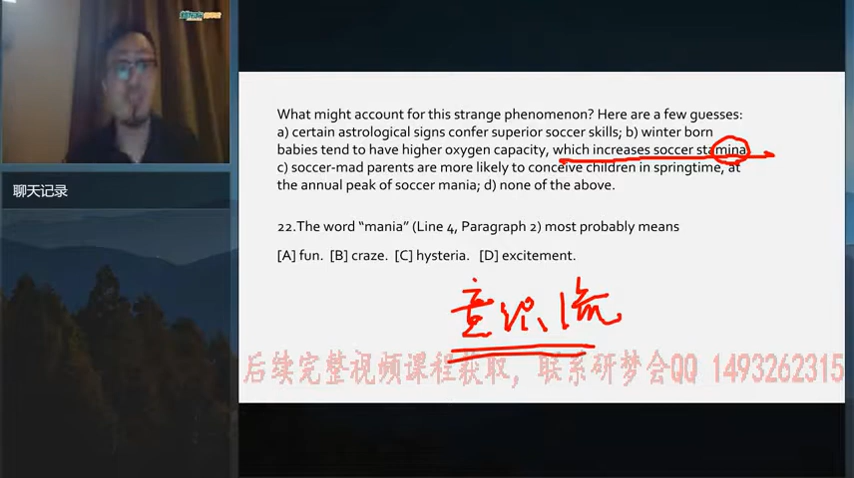 聊天记录
What might account for this strange phenomenon? Here are a few guesses:
a) certain astrological signs confer superior soccer skills; b) winter born
babies tend to have higher oxygen capacity, which increases soccer stamina
c) soccer-mad parents are more likely to conceive children in springtime, at
the annual peak of soccer mania; d) none of the above.
22.The word “mania” (Line 4, Paragraph 2) most probably means
[A] fun. [B] craze. [C] hysteria. [D] excitement.
意识流
后续完整视频课程获取，联系研梦会QQ 1493262315